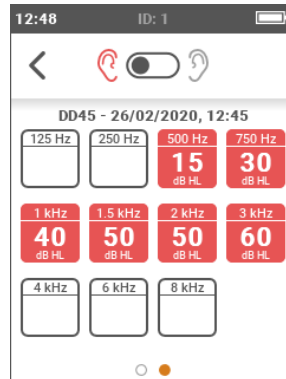 12:48 ID: 1
DD45 - 26/02/2020, 12:45
125 Hz 250 Hz 500 Hz 750 Hz
15 30
dB HL dB HL
1 kHz 1.5 kHz 2 kHz 3 kHz
40 50 50 60
dB HL dB HL dB HL dB HL
4 kHz 6 kHz 8 kHz